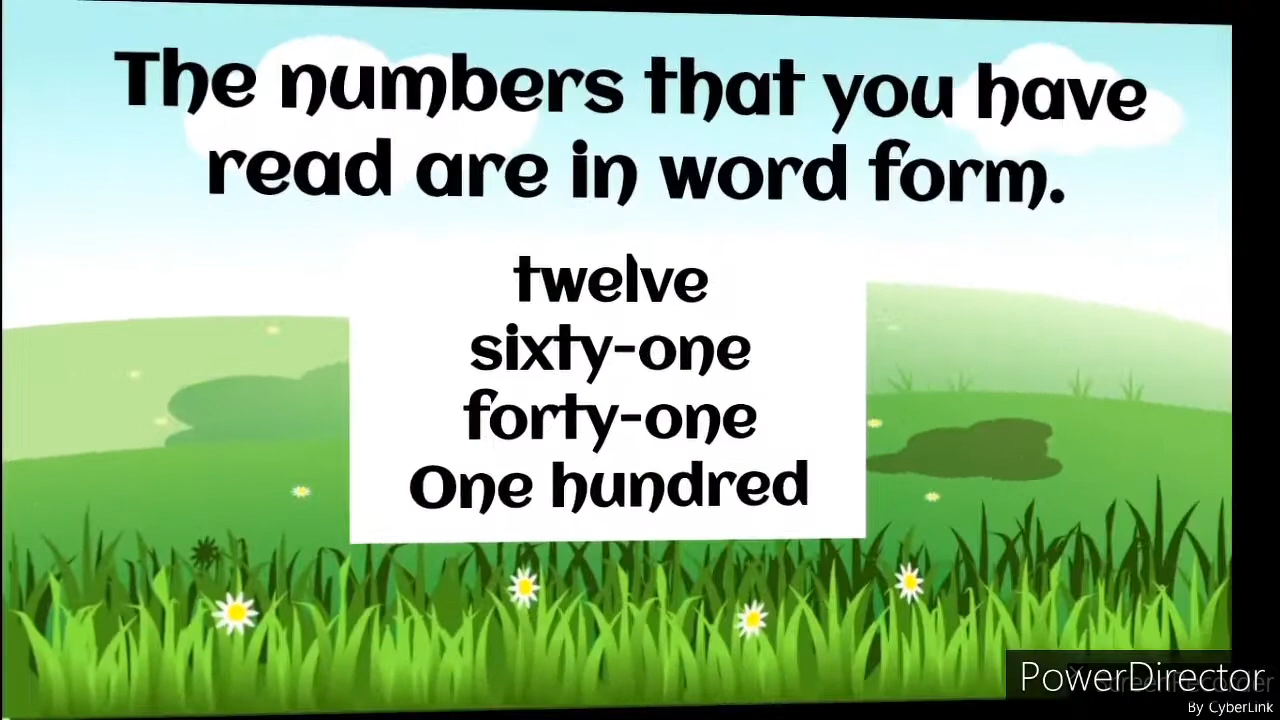 The numbers that you have
read are in word form.
twelve
sixty-one
forty-one
One hundred
PowerDirector
By CyberLink